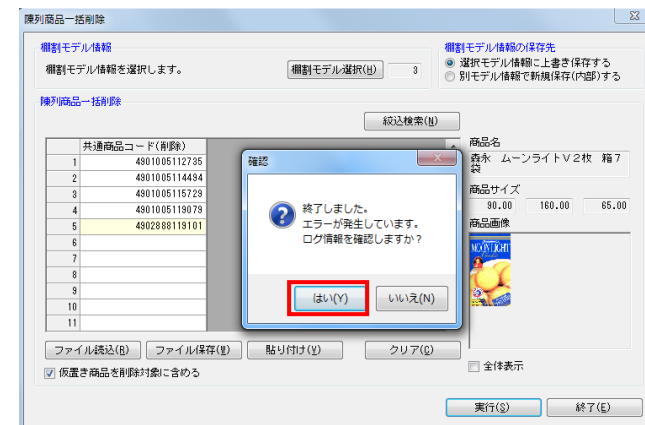 陳列商品一括削除
棚割モデル情報
棚割モデル情報を選択します。
棚割モデル選択(H)
3
棚割モデル情報の保存先
選択モデル情報に上書き保存する
別モデル情報で新規保存(内部)する
陳列商品一括削除
絞込検索(N)
共通商品コード(削除)
1 4901005112735
2 4901005114494
3 4901005115729
4 4901005119079
5 4902888119101
6
7
8
9
10
11
確認
終了しました。
エラーが発生しています。
ログ情報を確認しますか?
はい(Y)
いいえ(N)
商品名
森永 ムーンライトV2枚 箱7
袋
商品サイズ
90.00 160.00 65.00
商品画像
MOONLIGHT
ファイル読込(R)
ファイル保存(W)
貼り付け(V)
クリア(C)
全体表示
仮置き商品を削除対象に含める
実行(S)
終了(E)